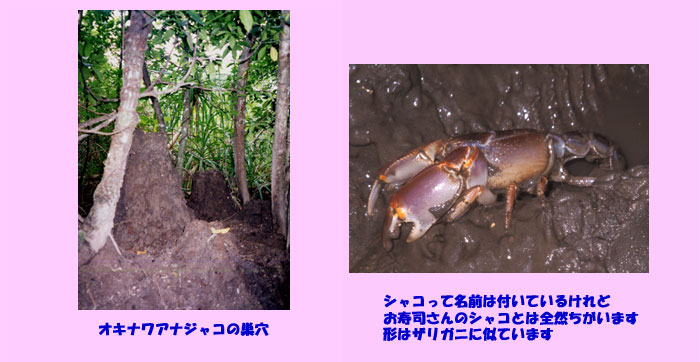 オキナワアナジャコの巣穴
シャコって名前は付いているけれど
お寿司さんのシャコとは全然ちがいます
形はザリガニに似ています